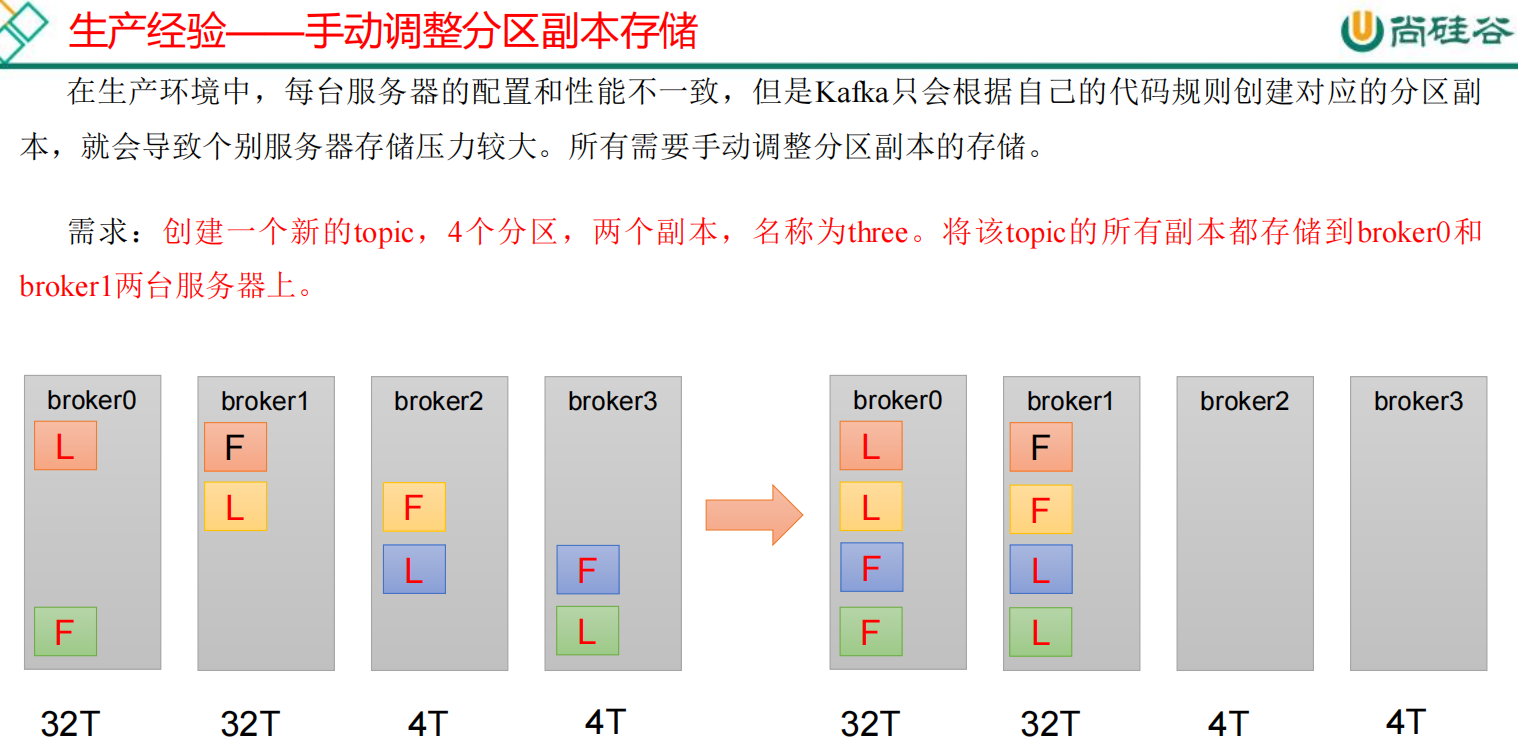 生产经验——手动调整分区副本存储
尚硅谷
在生产环境中，每台服务器的配置和性能不一致，但是Kafka只会根据自己的代码规则创建对应的分区副
本，就会导致个别服务器存储压力较大。所有需要手动调整分区副本的存储。
需求：创建一个新的topic，4个分区，两个副本，名称为three。将该topic的所有副本都存储到broker0和
broker1两台服务器上。
broker0 broker1 broker2 broker3 broker0 broker1 broker2 broker3
L F L F
L F L F
L F F L
F L F L
32T 32T 4T 4T 32T 32T 4T 4T